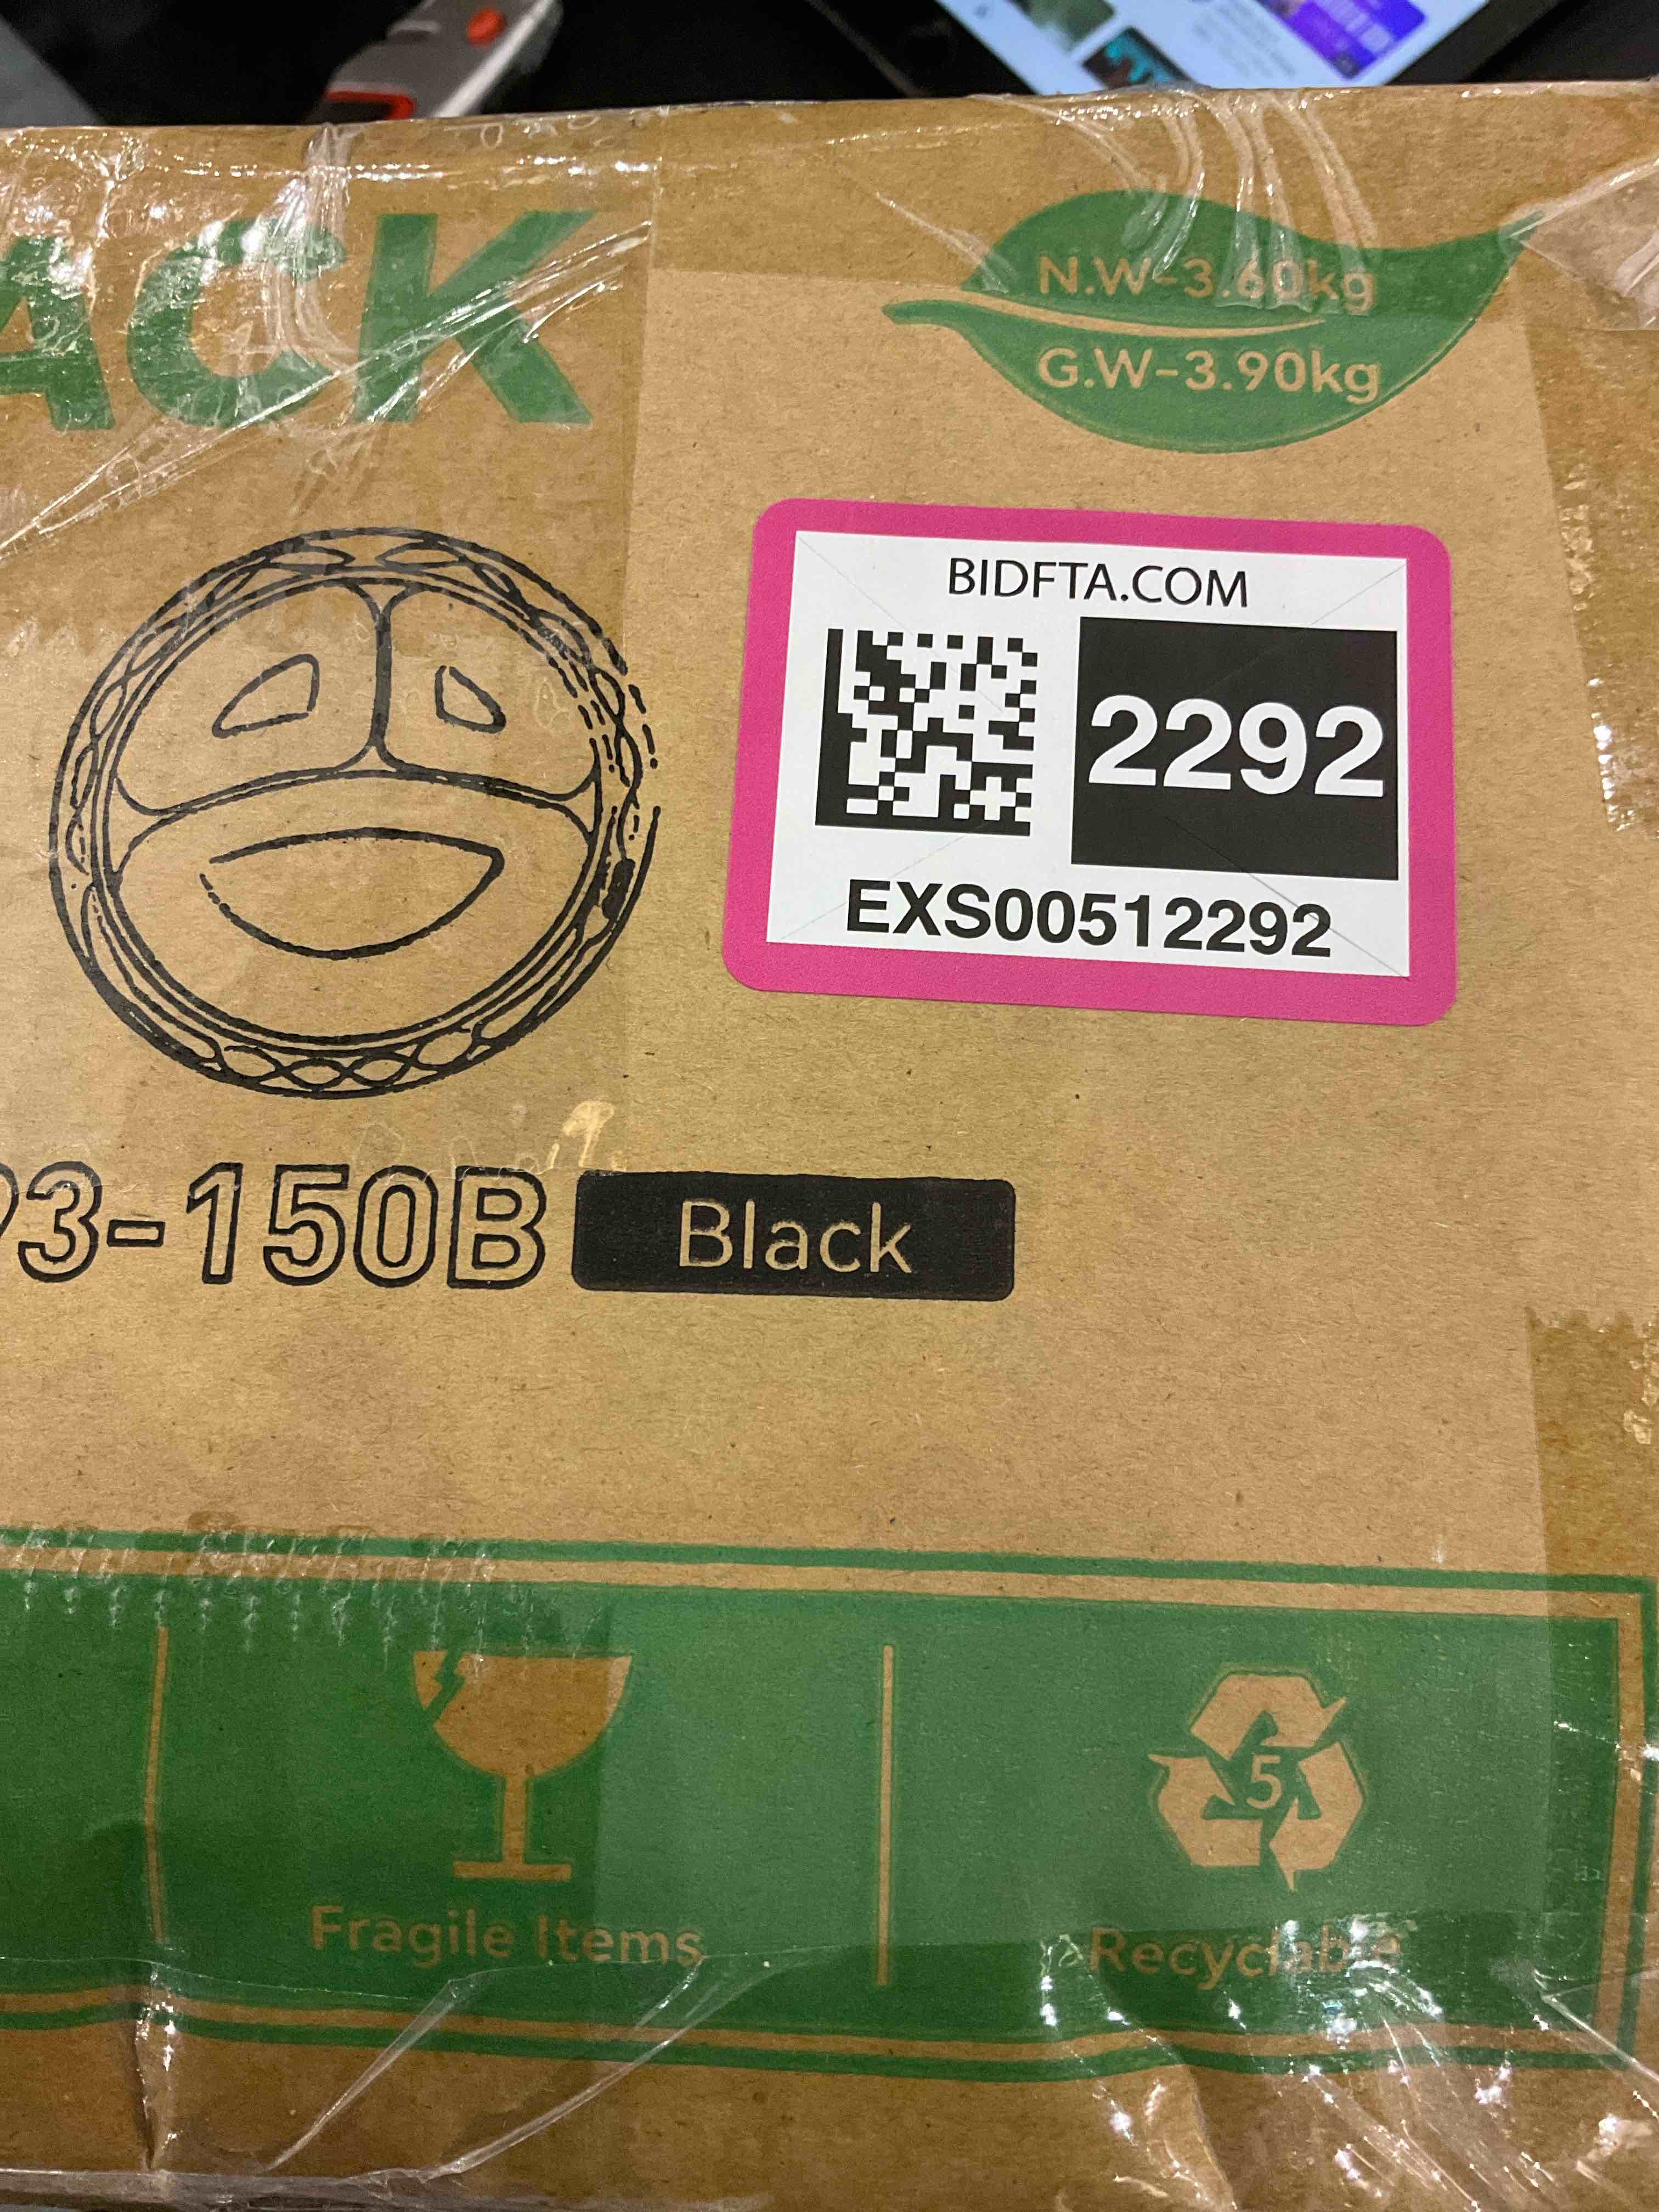 ACK
N.W-3.60kg
G.W-3.90kg
BIDFTA.COM
2292
EXS00512292
93-150B Black
Fragile Items
5
Recyclable